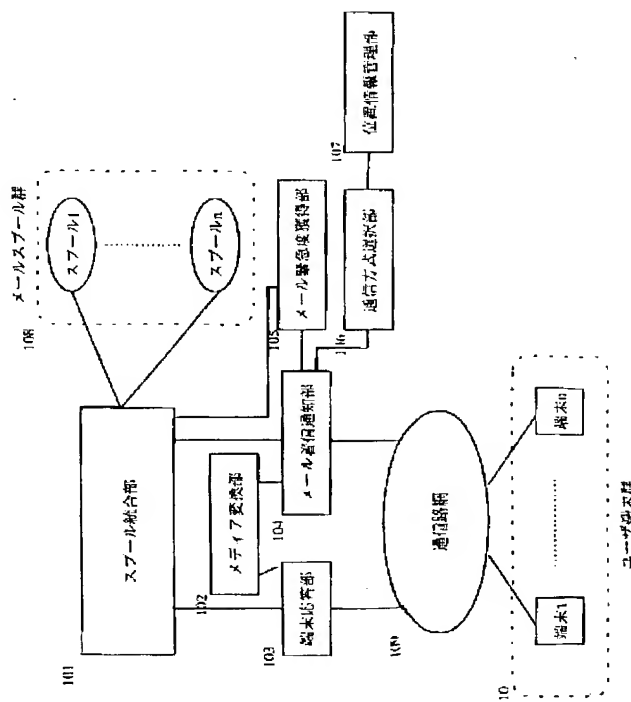 101
スプール統合部
メールスプール群
108
スプール1
スプールn
102
メディア変換部
103
端末応答部
104
メール着信通知部
105
メール緊急度獲得部
106
通信方式選択部
107
位置情報管理部
109
通信路網
10
端末1
端末n
ユーザ端末群